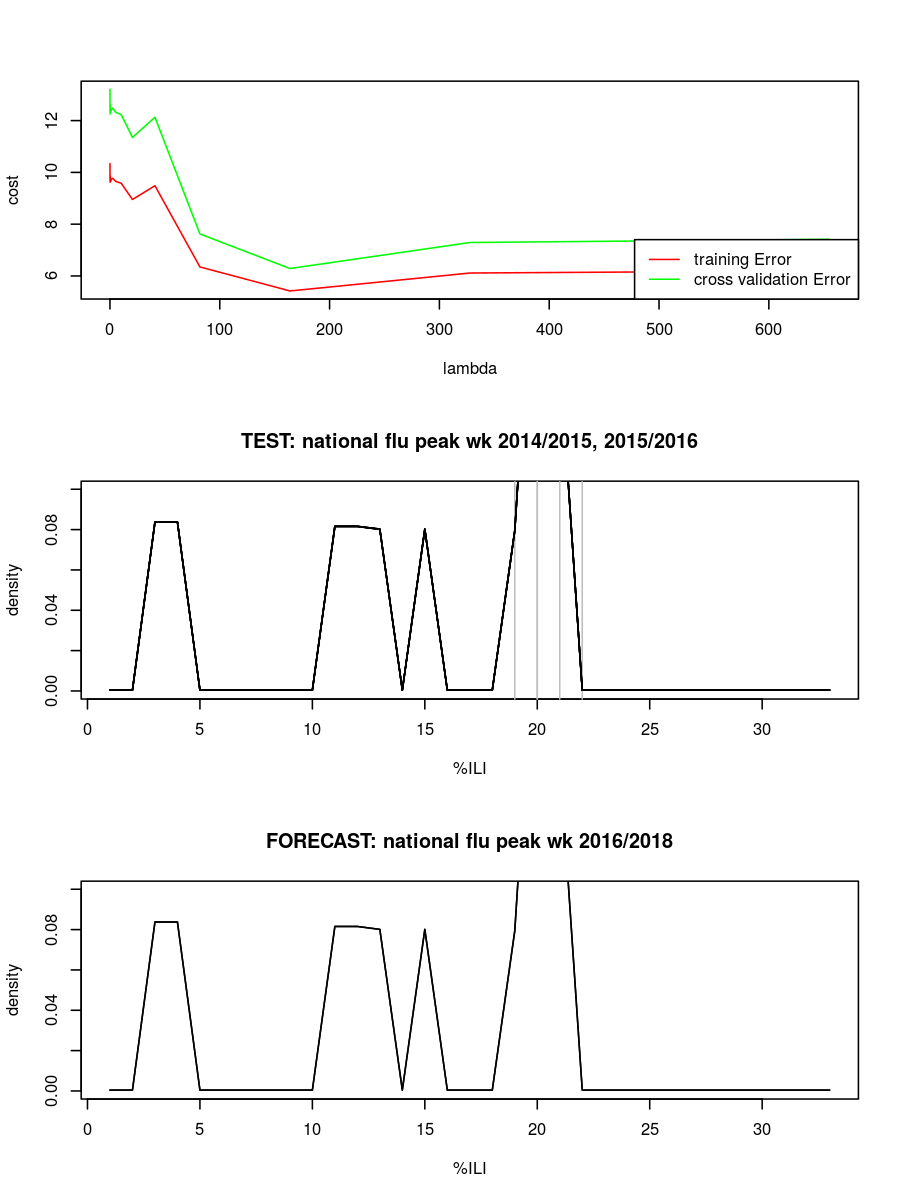 12
10
8
6
cost
training Error
cross validation Error
0 100 200 300 400 500 600
lambda
TEST: national flu peak wk 2014/2015, 2015/2016
0.08
0.04
0.00
density
0 5 10 15 20 25 30
%ILI
FORECAST: national flu peak wk 2016/2018
0.08
0.04
0.00
density
0 5 10 15 20 25 30
%ILI